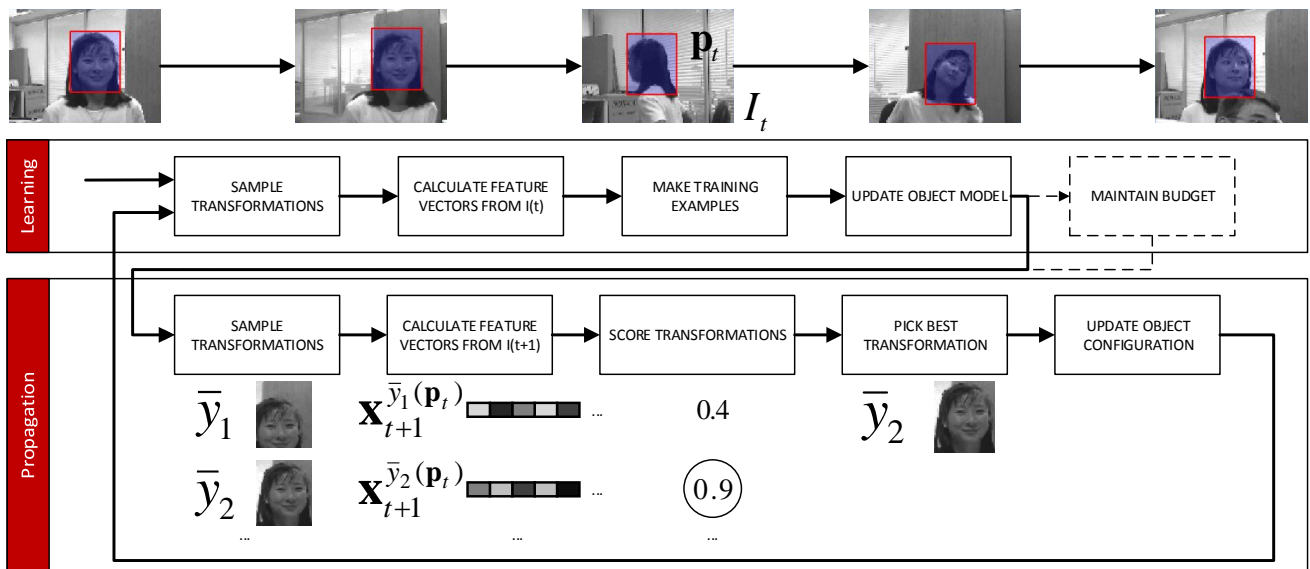 𝐩_t
I_t
Learning
SAMPLE
TRANSFORMATIONS
CALCULATE FEATURE
VECTORS FROM I(t)
MAKE TRAINING
EXAMPLES
UPDATE OBJECT MODEL
MAINTAIN BUDGET
Propagation
SAMPLE
TRANSFORMATIONS
CALCULATE FEATURE
VECTORS FROM I(t+1)
SCORE TRANSFORMATIONS
PICK BEST
TRANSFORMATION
UPDATE OBJECT
CONFIGURATION
ȳ_1
𝐱_{t+1}^{ȳ_1(𝐩_t)}
...
0.4
ȳ_2
ȳ_2
𝐱_{t+1}^{ȳ_2(𝐩_t)}
...
0.9
...
...
...